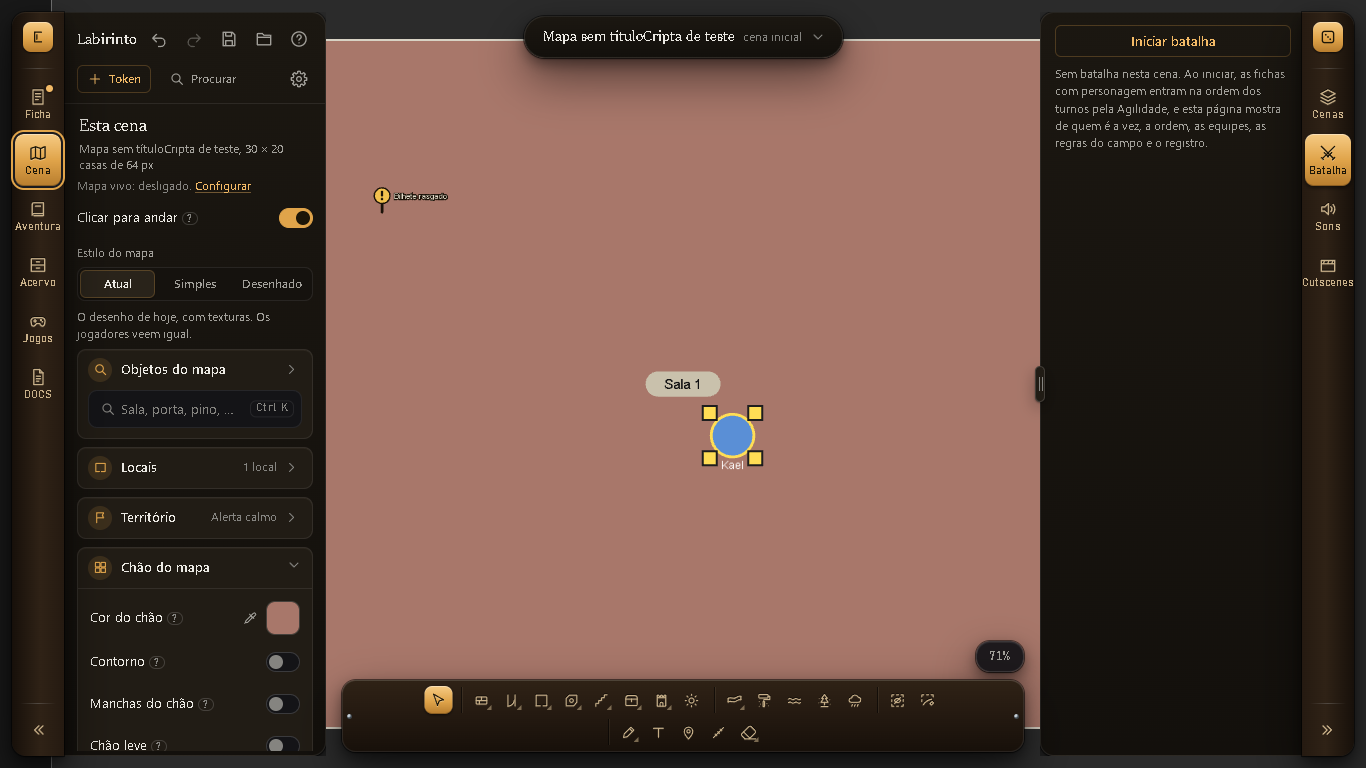 Labirinto
Token
Procurar
Ficha
Cena
Aventura
Acervo
Jogos
DOCS
Esta cena
Mapa sem títuloCripta de teste, 30 × 20
casas de 64 px
Mapa vivo: desligado. Configurar
Clicar para andar ?
Estilo do mapa
Atual Simples Desenhado
O desenho de hoje, com texturas. Os
jogadores veem igual.
Objetos do mapa
Sala, porta, pino, ... Ctrl K
Locais 1 local
Território Alerta calmo
Chão do mapa
Cor do chão ?
Contorno ?
Manchas do chão ?
Chão leve ?
Mapa sem títuloCripta de teste cena inicial
Bilhete rasgado
Sala 1
Kael
71%
Iniciar batalha
Sem batalha nesta cena. Ao iniciar, as fichas
com personagem entram na ordem dos
turnos pela Agilidade, e esta página mostra
de quem é a vez, a ordem, as equipes, as
regras do campo e o registro.
Cenas
Batalha
Sons
Cutscenes